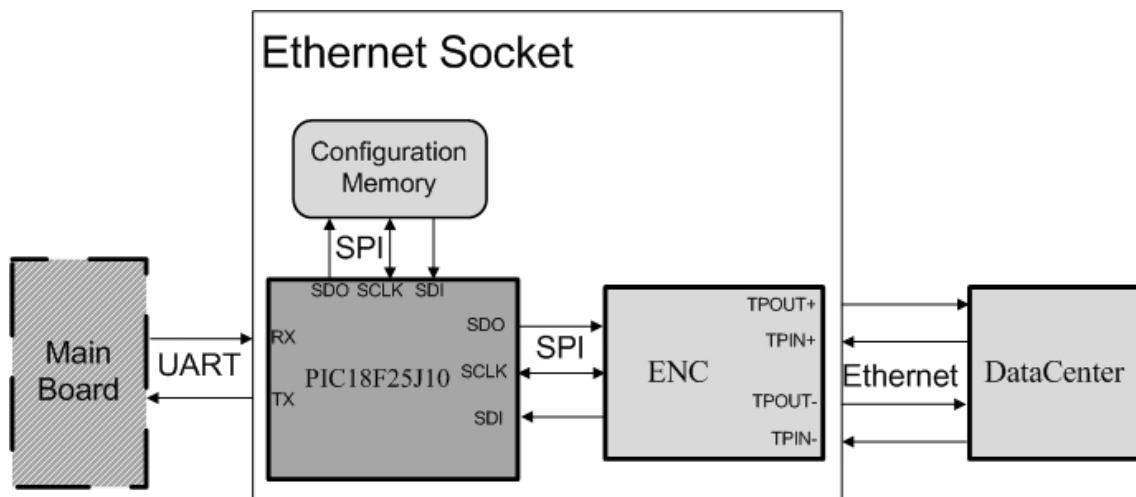 Ethernet Socket
Configuration
Memory
SPI
SDO SCLK SDI
Main
Board
UART
RX
TX
PIC18F25J10
SDO
SCLK
SDI
SPI
ENC
TPOUT+
TPIN+
TPOUT-
TPIN-
Ethernet
DataCenter